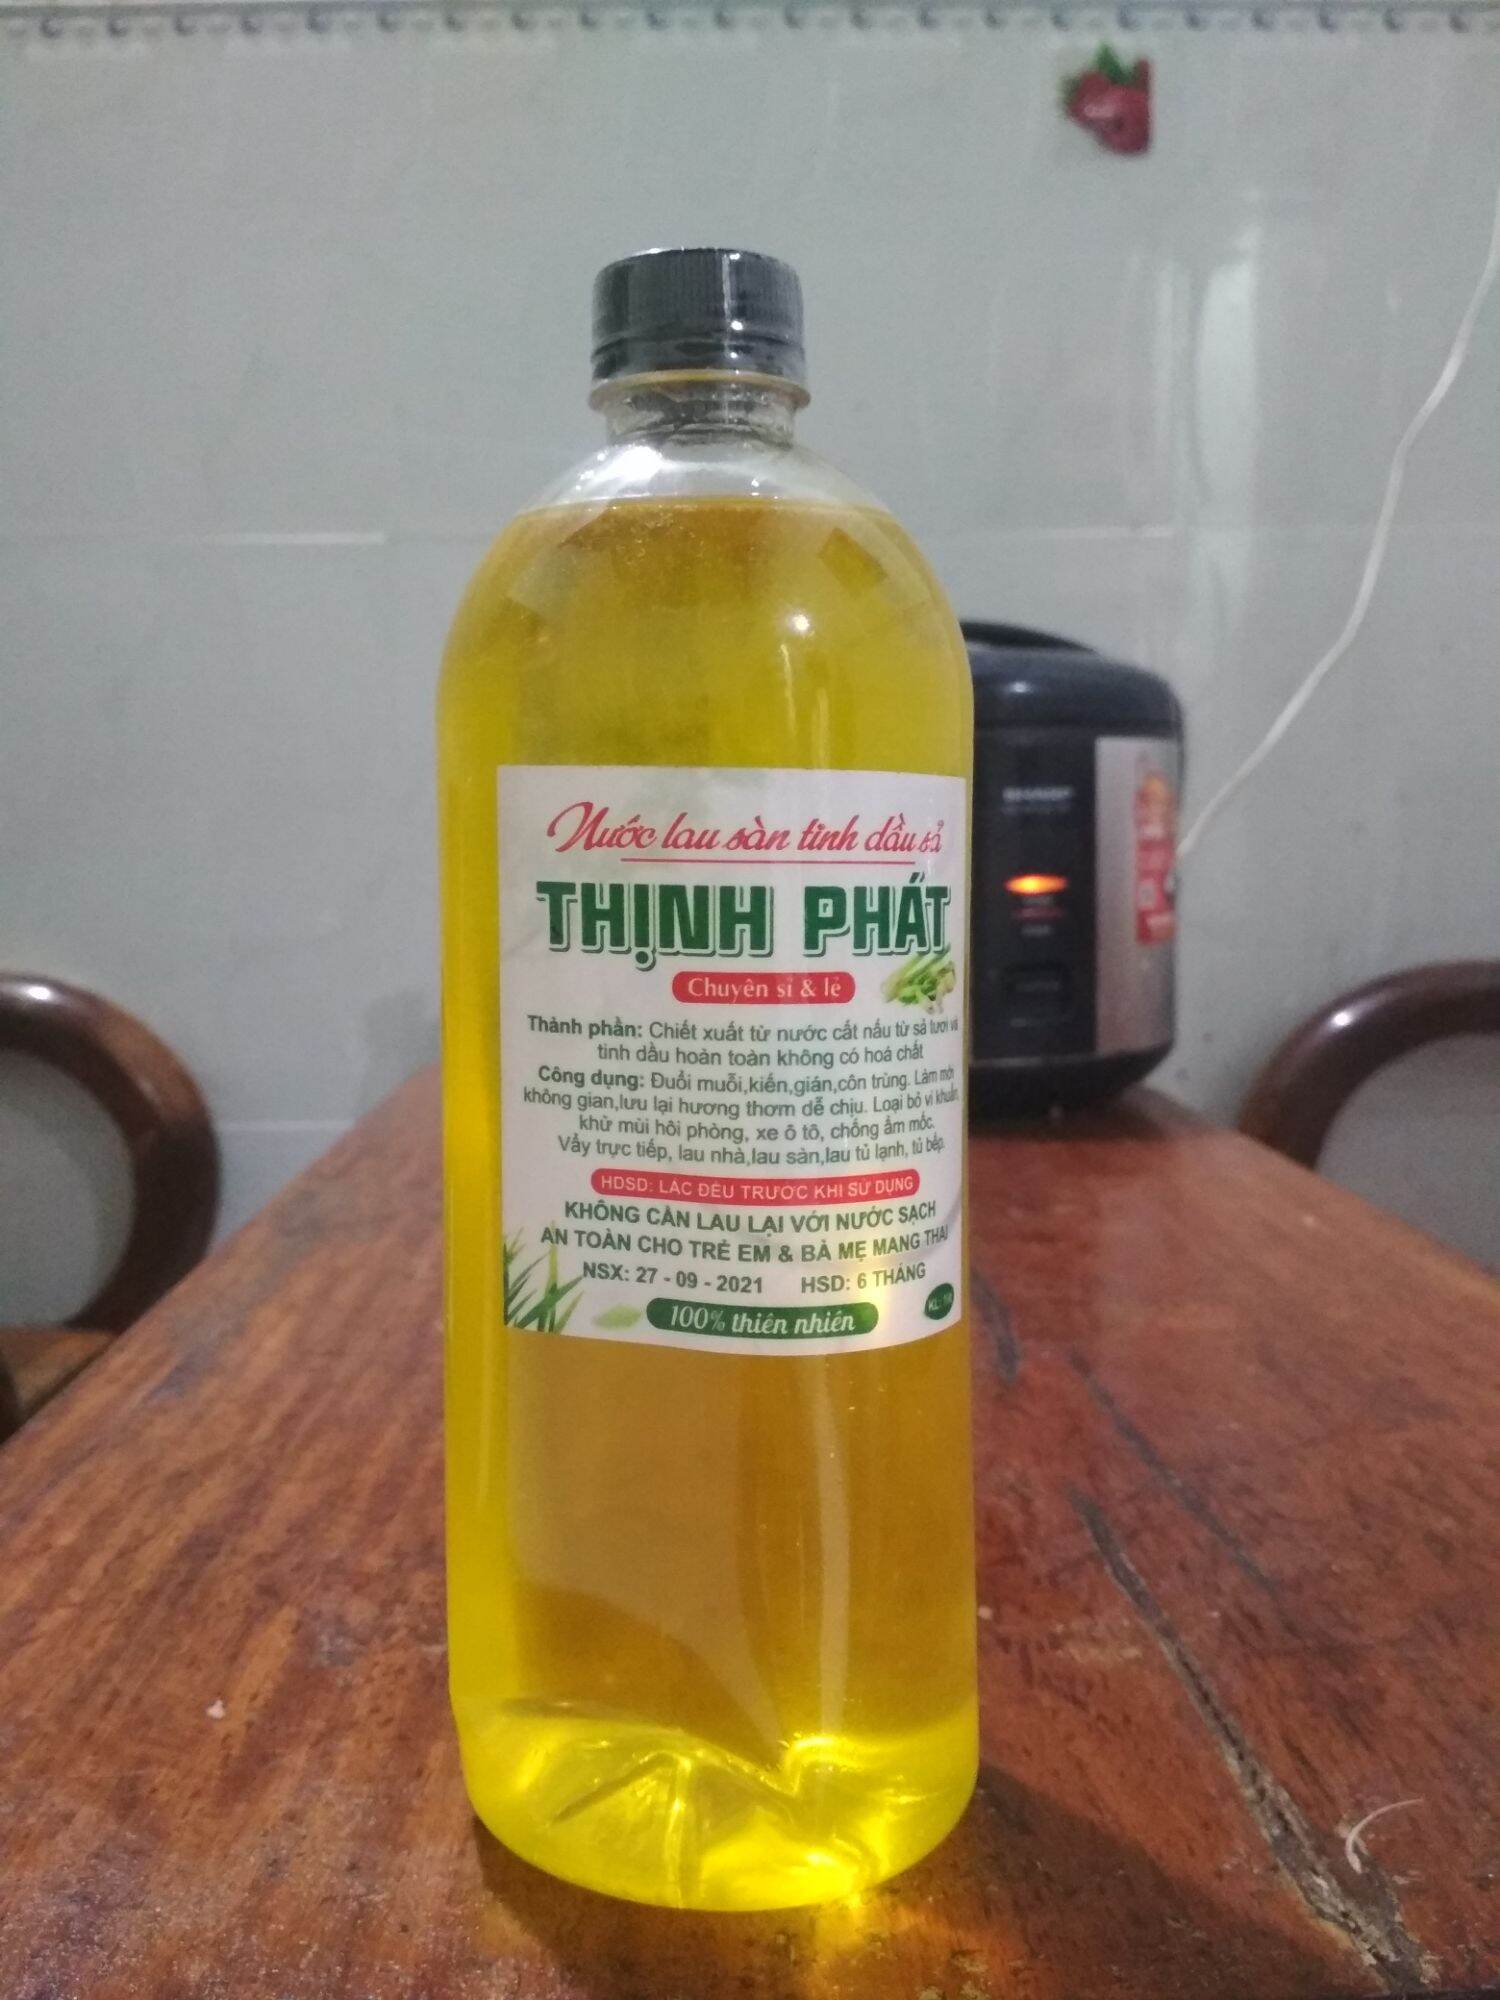 Nước lau sàn tinh dầu sả
THỊNH PHÁT
Chuyên sỉ & lẻ
Thành phần: Chiết xuất từ nước cất nấu từ sả tươi và
tinh dầu hoàn toàn không có hoá chất
Công dụng: Đuổi muỗi,kiến,gián,côn trùng. Làm mới
không gian,lưu lại hương thơm dễ chịu. Loại bỏ vi khuẩn,
khử mùi hôi phòng, xe ô tô, chống ẩm mốc.
Vẩy trực tiếp, lau nhà,lau sàn,lau tủ lạnh, tủ bếp.
HDSD: LẮC ĐỀU TRƯỚC KHI SỬ DỤNG
KHÔNG CẦN LAU LẠI VỚI NƯỚC SẠCH
AN TOÀN CHO TRẺ EM & BÀ MẸ MANG THAI
NSX: 27 - 09 - 2021 HSD: 6 THÁNG
100% thiên nhiên
KL:
SHARP